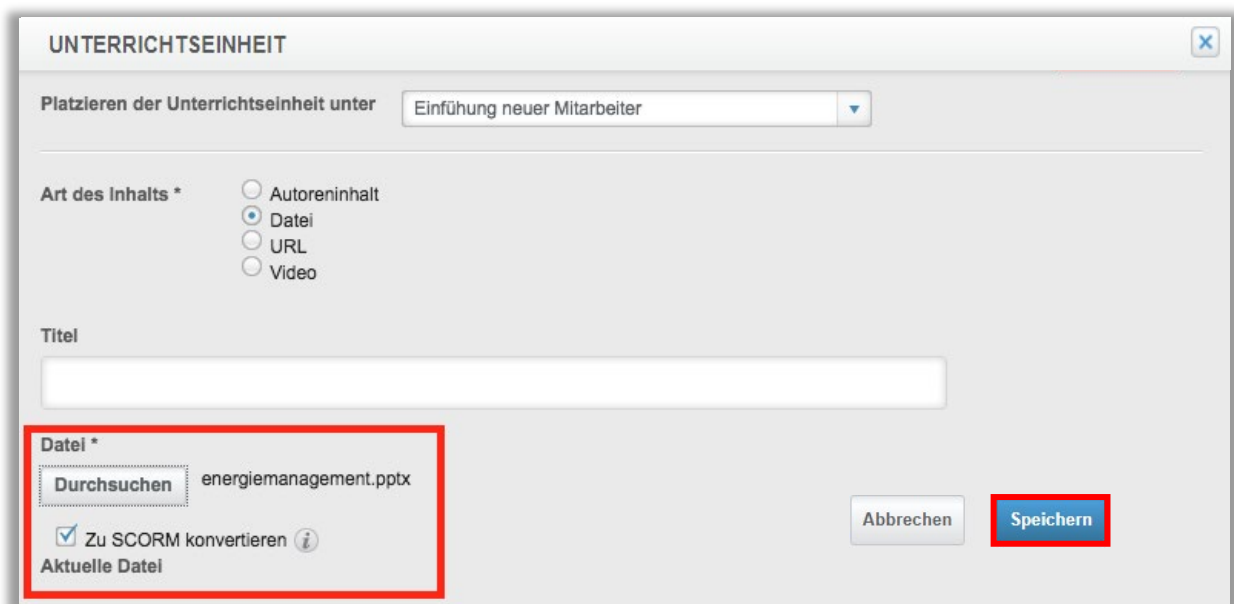 UNTERRICHTSEINHEIT
Platzieren der Unterrichtseinheit unter Einfühung neuer Mitarbeiter
Art des Inhalts *
Autoreninhalt
Datei
URL
Video
Titel
Datei *
Durchsuchen energiemanagement.pptx
Abbrechen Speichern
Zu SCORM konvertieren i
Aktuelle Datei